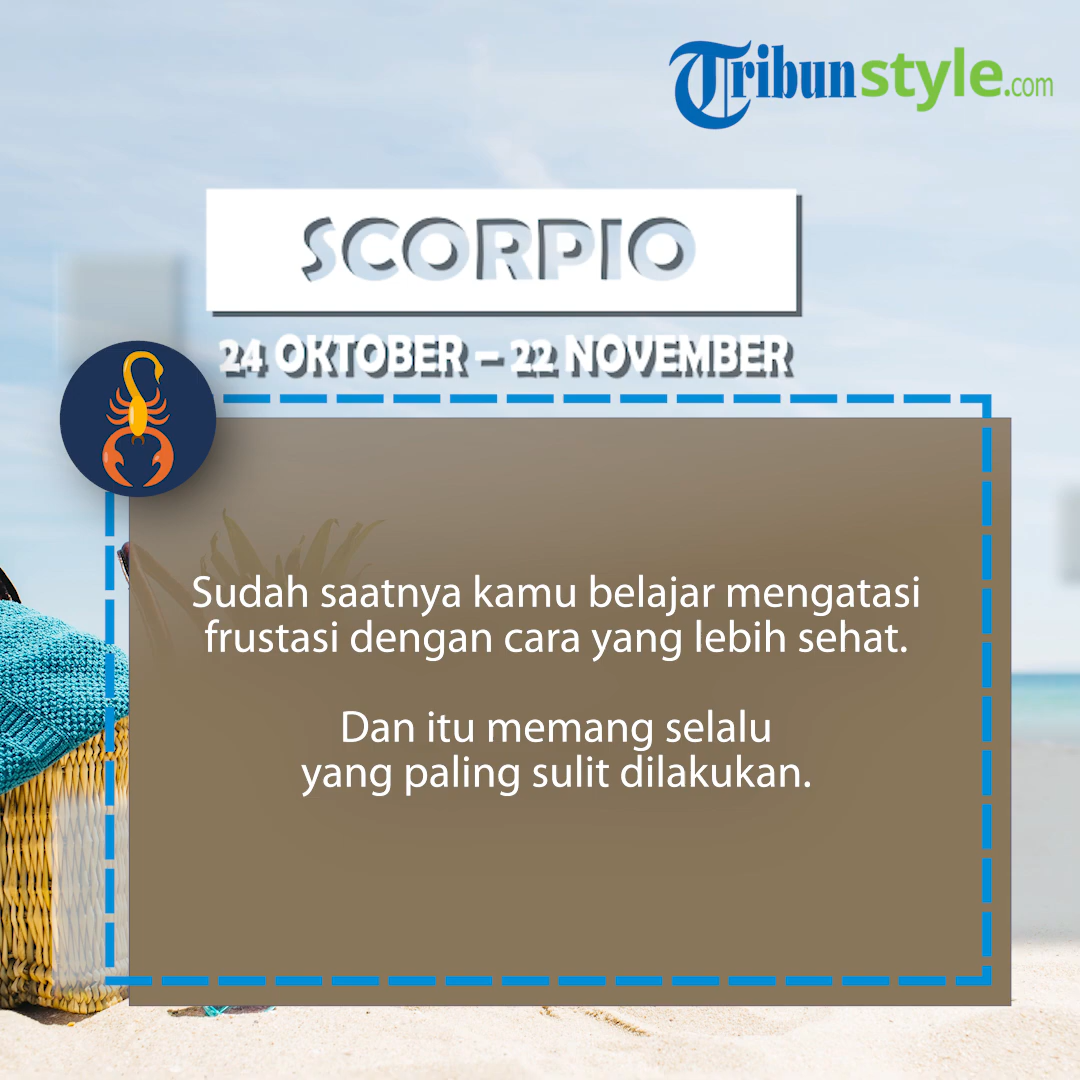 Tribunstyle.com
SCORPIO
24 OKTOBER – 22 NOVEMBER
Sudah saatnya kamu belajar mengatasi
frustasi dengan cara yang lebih sehat.
Dan itu memang selalu
yang paling sulit dilakukan.